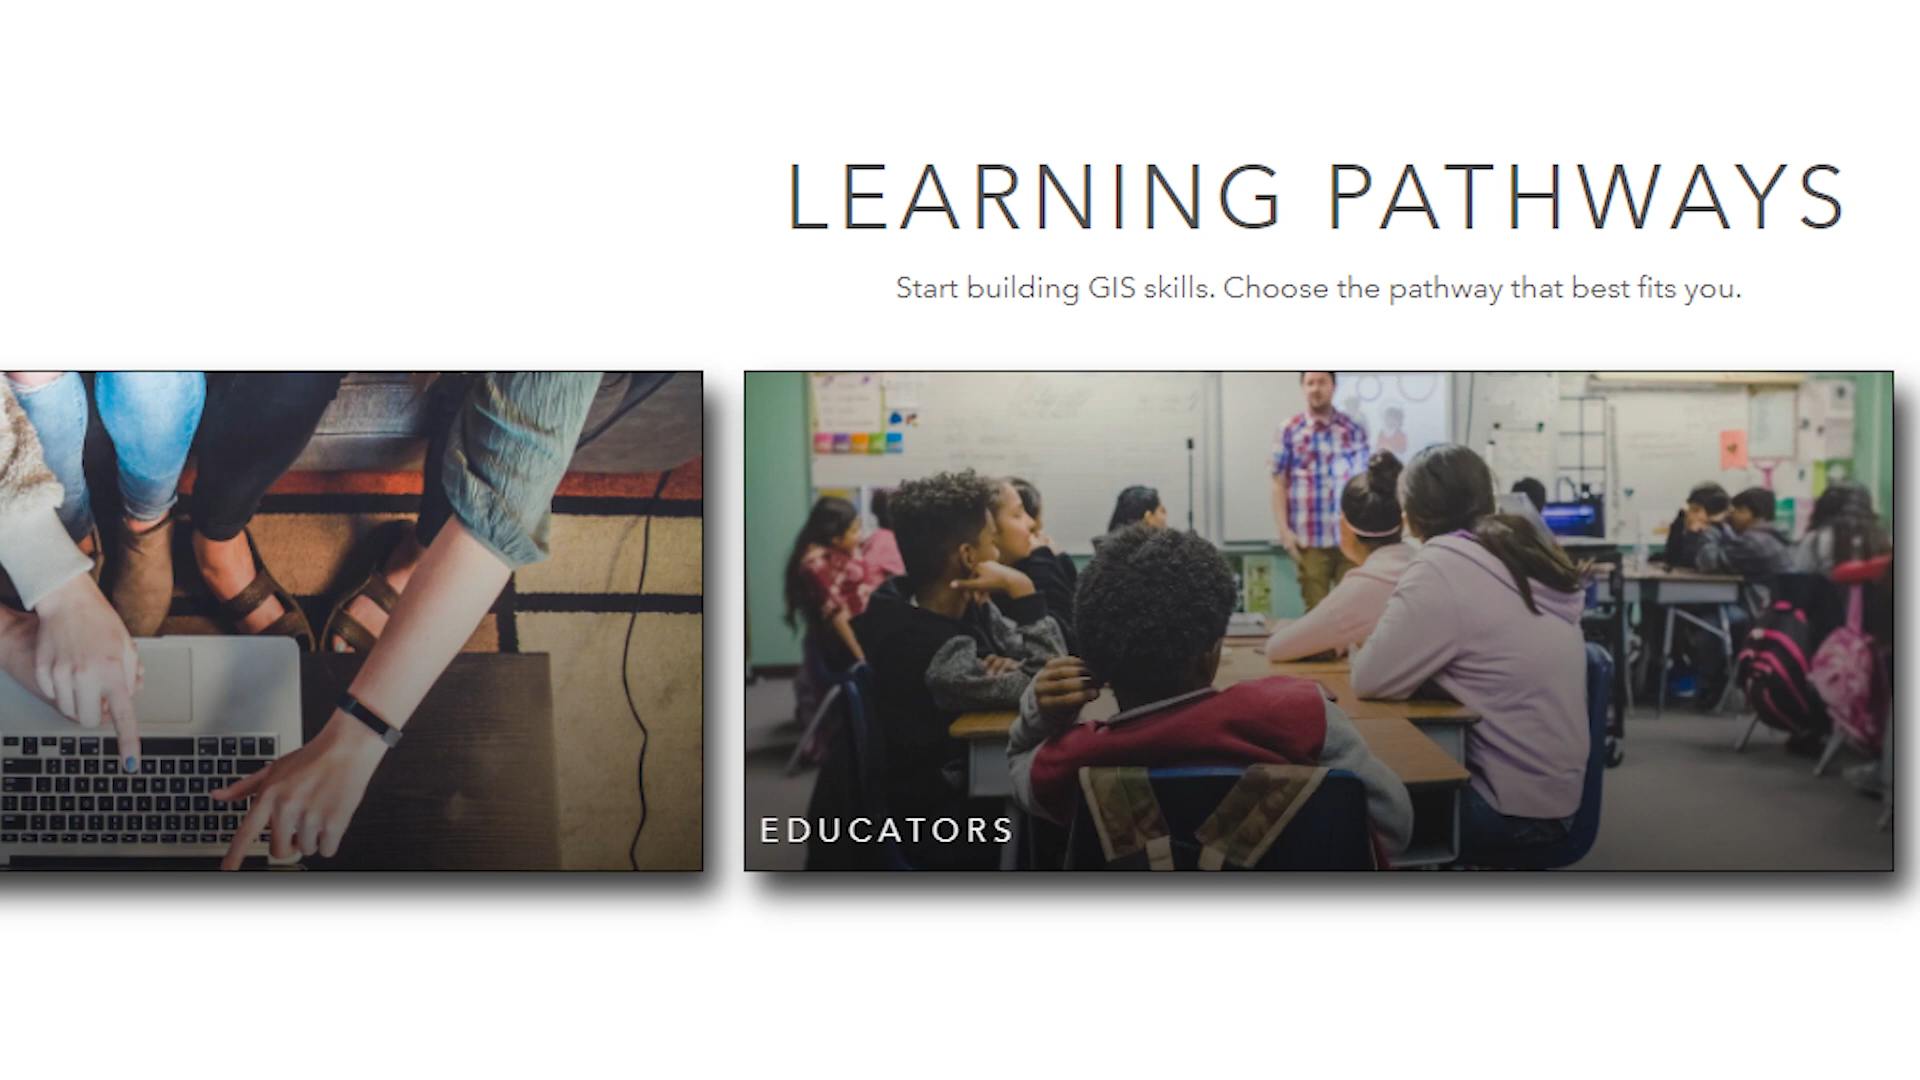 LEARNING PATHWAYS
Start building GIS skills. Choose the pathway that best fits you.
EDUCATORS